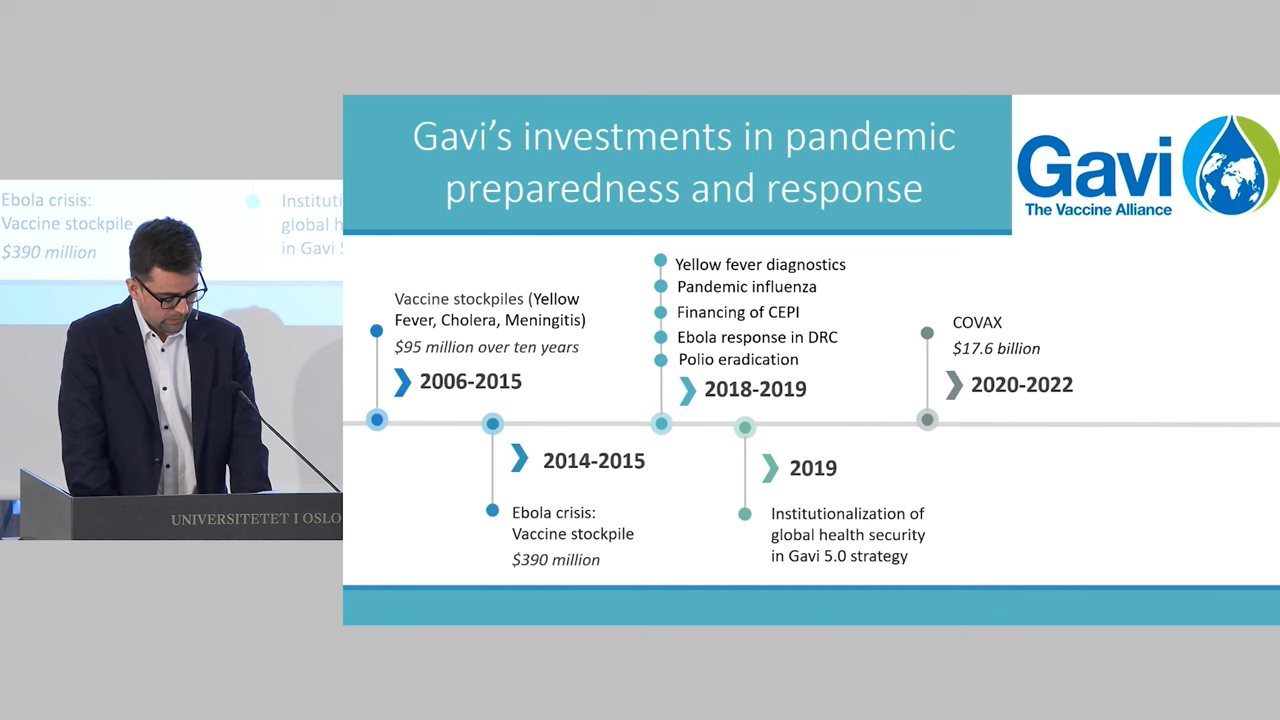 Gavi's investments in pandemic
preparedness and response
Gavi
The Vaccine Alliance
Ebola crisis:
Vaccine stockpile
$390 million
Instituti
global h
in Gavi 5
UNIVERSITETET I OSLO
Vaccine stockpiles (Yellow
Fever, Cholera, Meningitis)
$95 million over ten years
2006-2015
Yellow fever diagnostics
Pandemic influenza
Financing of CEPI
Ebola response in DRC
Polio eradication
2018-2019
COVAX
$17.6 billion
2020-2022
2014-2015
Ebola crisis:
Vaccine stockpile
$390 million
2019
Institutionalization of
global health security
in Gavi 5.0 strategy